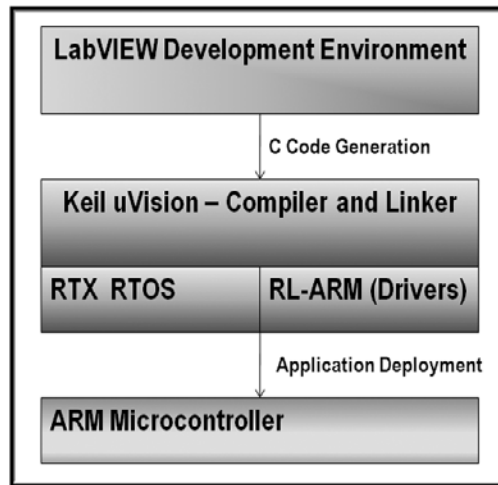 LabVIEW Development Environment
C Code Generation
Keil uVision – Compiler and Linker
RTX RTOS
RL-ARM (Drivers)
Application Deployment
ARM Microcontroller